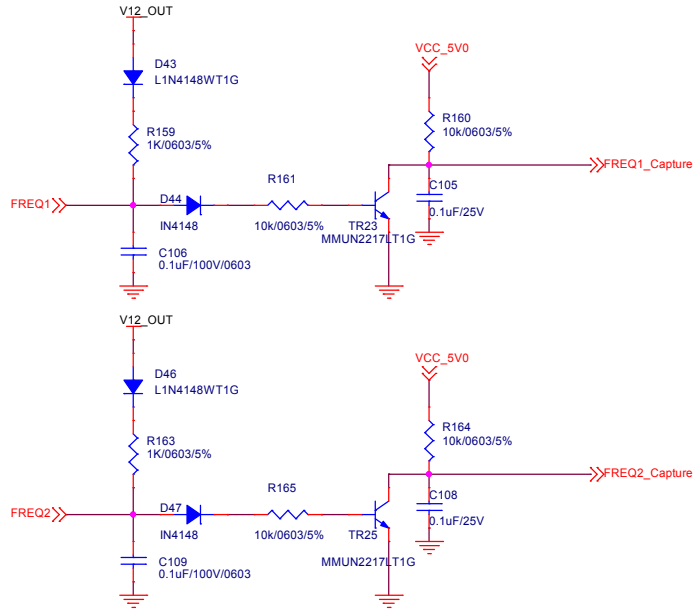 V12_OUT
D43
L1N4148WT1G
VCC_5V0
R159
1K/0603/5%
R160
10k/0603/5%
FREQ1_Capture
R161
C105
FREQ1
D44
0.1uF/25V
IN4148
10k/0603/5%
TR23
MMUN2217LT1G
C106
0.1uF/100V/0603
V12_OUT
D46
L1N4148WT1G
VCC_5V0
R163
1K/0603/5%
R164
10k/0603/5%
FREQ2_Capture
R165
C108
FREQ2
D47
0.1uF/25V
IN4148
10k/0603/5%
TR25
MMUN2217LT1G
C109
0.1uF/100V/0603